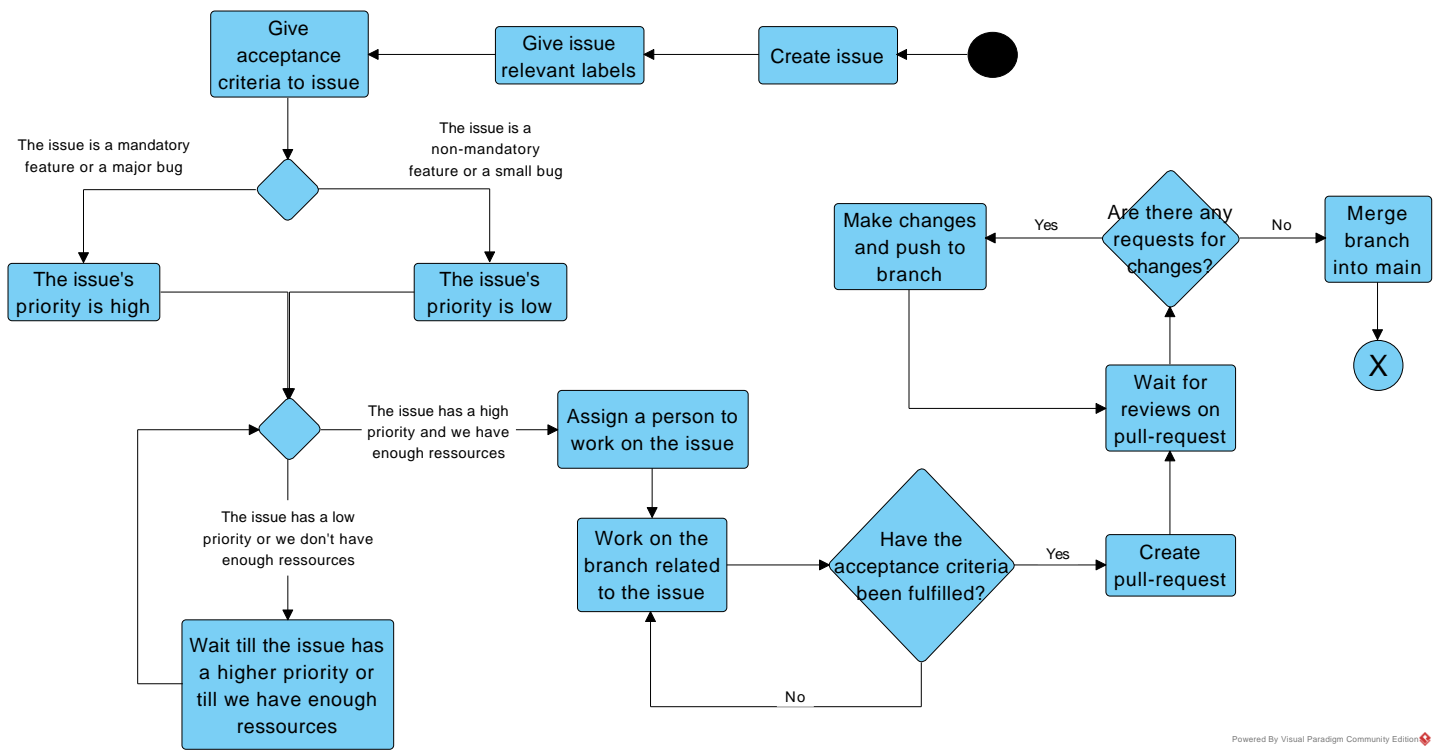 Give
acceptance
criteria to issue
Give issue
relevant labels
Create issue
The issue is a mandatory
feature or a major bug
The issue is a
non-mandatory
feature or a small bug
The issue's
priority is high
The issue's
priority is low
Make changes
and push to
branch
Yes
Are there any
requests for
changes?
No
Merge
branch
into main
X
Wait for
reviews on
pull-request
The issue has a high
priority and we have
enough ressources
Assign a person to
work on the issue
The issue has a low
priority or we don't have
enough ressources
Work on the
branch related
to the issue
Have the
acceptance criteria
been fulfilled?
Yes
Create
pull-request
No
Wait till the issue has
a higher priority or
till we have enough
ressources
Powered By Visual Paradigm Community Edition